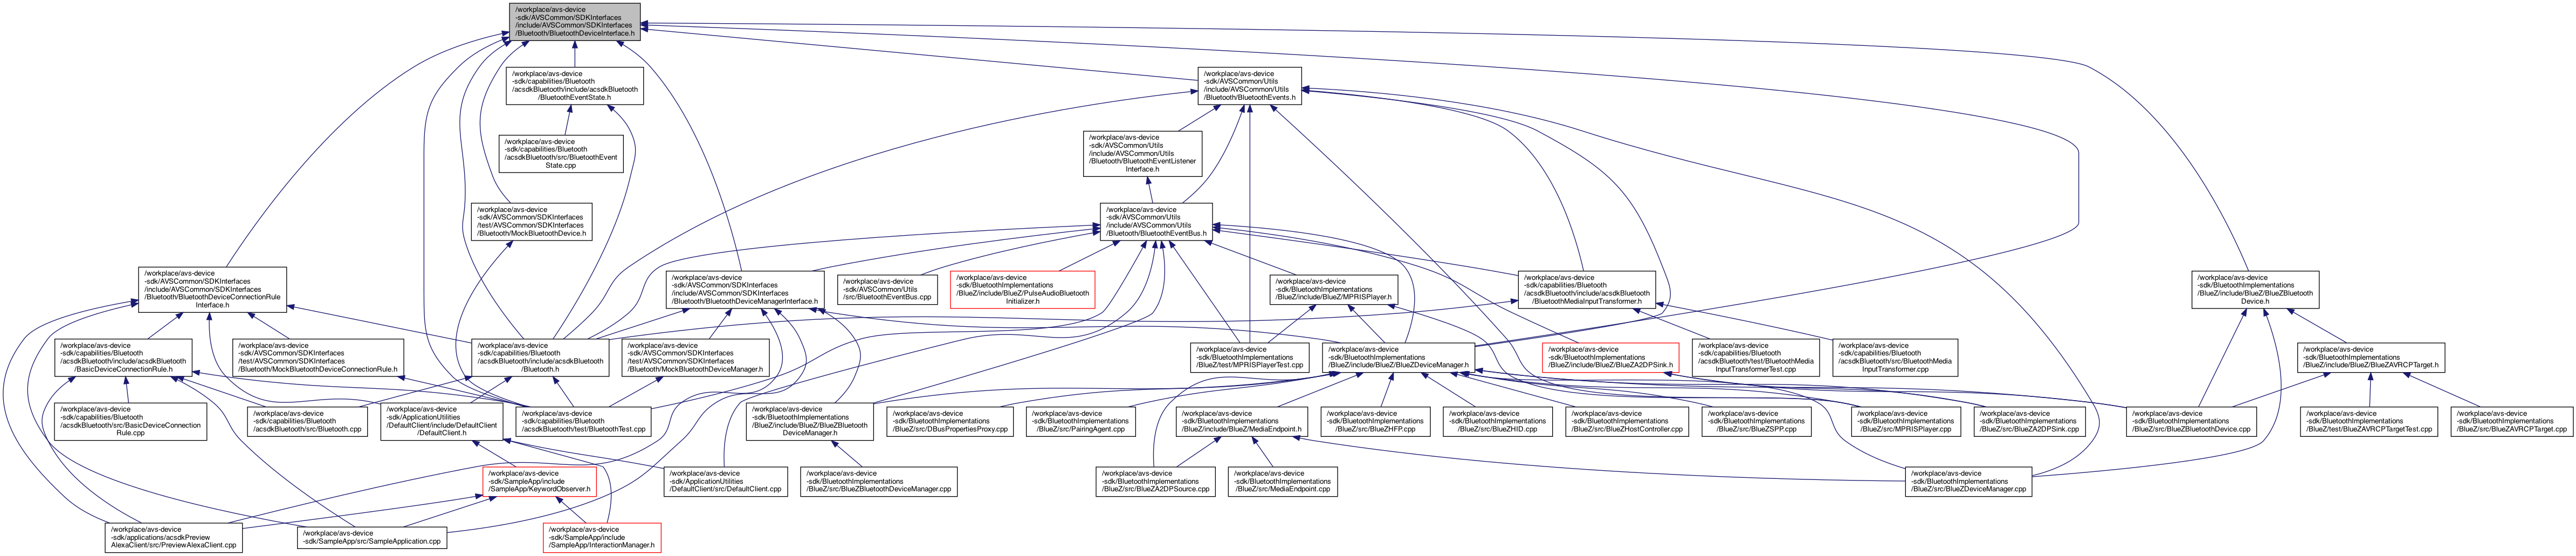 /workplace/avs-device
-sdk/AVSCommon/SDKInterfaces
/include/AVSCommon/SDKInterfaces
/Bluetooth/BluetoothDeviceInterface.h
/workplace/avs-device
-sdk/capabilities/Bluetooth
/acsdkBluetooth/include/acsdkBluetooth
/BluetoothEventState.h
/workplace/avs-device
-sdk/AVSCommon/Utils
/include/AVSCommon/Utils
/Bluetooth/BluetoothEvents.h
/workplace/avs-device
-sdk/capabilities/Bluetooth
/acsdkBluetooth/src/BluetoothEvent
State.cpp
/workplace/avs-device
-sdk/AVSCommon/Utils
/include/AVSCommon/Utils
/Bluetooth/BluetoothEventListener
Interface.h
/workplace/avs-device
-sdk/AVSCommon/SDKInterfaces
/test/AVSCommon/SDKInterfaces
/Bluetooth/MockBluetoothDevice.h
/workplace/avs-device
-sdk/AVSCommon/Utils
/include/AVSCommon/Utils
/Bluetooth/BluetoothEventBus.h
/workplace/avs-device
-sdk/AVSCommon/SDKInterfaces
/include/AVSCommon/SDKInterfaces
/Bluetooth/BluetoothDeviceConnectionRule
Interface.h
/workplace/avs-device
-sdk/AVSCommon/SDKInterfaces
/include/AVSCommon/SDKInterfaces
/Bluetooth/BluetoothDeviceManagerInterface.h
/workplace/avs-device
-sdk/AVSCommon/Utils
/src/BluetoothEventBus.cpp
/workplace/avs-device
-sdk/BluetoothImplementations
/BlueZ/include/BlueZ/PulseAudioBluetooth
Initializer.h
/workplace/avs-device
-sdk/BluetoothImplementations
/BlueZ/include/BlueZ/MPRISPlayer.h
/workplace/avs-device
-sdk/capabilities/Bluetooth
/acsdkBluetooth/include/acsdkBluetooth
/BluetoothMediaInputTransformer.h
/workplace/avs-device
-sdk/BluetoothImplementations
/BlueZ/include/BlueZ/BlueZBluetooth
Device.h
/workplace/avs-device
-sdk/capabilities/Bluetooth
/acsdkBluetooth/include/acsdkBluetooth
/BasicDeviceConnectionRule.h
/workplace/avs-device
-sdk/AVSCommon/SDKInterfaces
/test/AVSCommon/SDKInterfaces
/Bluetooth/MockBluetoothDeviceConnectionRule.h
/workplace/avs-device
-sdk/capabilities/Bluetooth
/acsdkBluetooth/include/acsdkBluetooth
/Bluetooth.h
/workplace/avs-device
-sdk/AVSCommon/SDKInterfaces
/test/AVSCommon/SDKInterfaces
/Bluetooth/MockBluetoothDeviceManager.h
/workplace/avs-device
-sdk/BluetoothImplementations
/BlueZ/test/MPRISPlayerTest.cpp
/workplace/avs-device
-sdk/BluetoothImplementations
/BlueZ/include/BlueZ/BlueZDeviceManager.h
/workplace/avs-device
-sdk/BluetoothImplementations
/BlueZ/include/BlueZ/BlueZA2DPSink.h
/workplace/avs-device
-sdk/capabilities/Bluetooth
/acsdkBluetooth/test/BluetoothMedia
InputTransformerTest.cpp
/workplace/avs-device
-sdk/capabilities/Bluetooth
/acsdkBluetooth/src/BluetoothMedia
InputTransformer.cpp
/workplace/avs-device
-sdk/BluetoothImplementations
/BlueZ/include/BlueZ/BlueZAVRCPTarget.h
/workplace/avs-device
-sdk/capabilities/Bluetooth
/acsdkBluetooth/src/BasicDeviceConnection
Rule.cpp
/workplace/avs-device
-sdk/capabilities/Bluetooth
/acsdkBluetooth/src/Bluetooth.cpp
/workplace/avs-device
-sdk/ApplicationUtilities
/DefaultClient/include/DefaultClient
/DefaultClient.h
/workplace/avs-device
-sdk/capabilities/Bluetooth
/acsdkBluetooth/test/BluetoothTest.cpp
/workplace/avs-device
-sdk/BluetoothImplementations
/BlueZ/include/BlueZ/BlueZBluetooth
DeviceManager.h
/workplace/avs-device
-sdk/BluetoothImplementations
/BlueZ/src/DBusPropertiesProxy.cpp
/workplace/avs-device
-sdk/BluetoothImplementations
/BlueZ/src/PairingAgent.cpp
/workplace/avs-device
-sdk/BluetoothImplementations
/BlueZ/include/BlueZ/MediaEndpoint.h
/workplace/avs-device
-sdk/BluetoothImplementations
/BlueZ/src/BlueZHFP.cpp
/workplace/avs-device
-sdk/BluetoothImplementations
/BlueZ/src/BlueZHID.cpp
/workplace/avs-device
-sdk/BluetoothImplementations
/BlueZ/src/BlueZHostController.cpp
/workplace/avs-device
-sdk/BluetoothImplementations
/BlueZ/src/BlueZSPP.cpp
/workplace/avs-device
-sdk/BluetoothImplementations
/BlueZ/src/MPRISPlayer.cpp
/workplace/avs-device
-sdk/BluetoothImplementations
/BlueZ/src/BlueZA2DPSink.cpp
/workplace/avs-device
-sdk/BluetoothImplementations
/BlueZ/src/BlueZBluetoothDevice.cpp
/workplace/avs-device
-sdk/BluetoothImplementations
/BlueZ/test/BlueZAVRCPTargetTest.cpp
/workplace/avs-device
-sdk/BluetoothImplementations
/BlueZ/src/BlueZAVRCPTarget.cpp
/workplace/avs-device
-sdk/SampleApp/include
/SampleApp/KeywordObserver.h
/workplace/avs-device
-sdk/ApplicationUtilities
/DefaultClient/src/DefaultClient.cpp
/workplace/avs-device
-sdk/BluetoothImplementations
/BlueZ/src/BlueZBluetoothDeviceManager.cpp
/workplace/avs-device
-sdk/BluetoothImplementations
/BlueZ/src/BlueZA2DPSource.cpp
/workplace/avs-device
-sdk/BluetoothImplementations
/BlueZ/src/MediaEndpoint.cpp
/workplace/avs-device
-sdk/BluetoothImplementations
/BlueZ/src/BlueZDeviceManager.cpp
/workplace/avs-device
-sdk/applications/acsdkPreview
AlexaClient/src/PreviewAlexaClient.cpp
/workplace/avs-device
-sdk/SampleApp/src/SampleApplication.cpp
/workplace/avs-device
-sdk/SampleApp/include
/SampleApp/InteractionManager.h